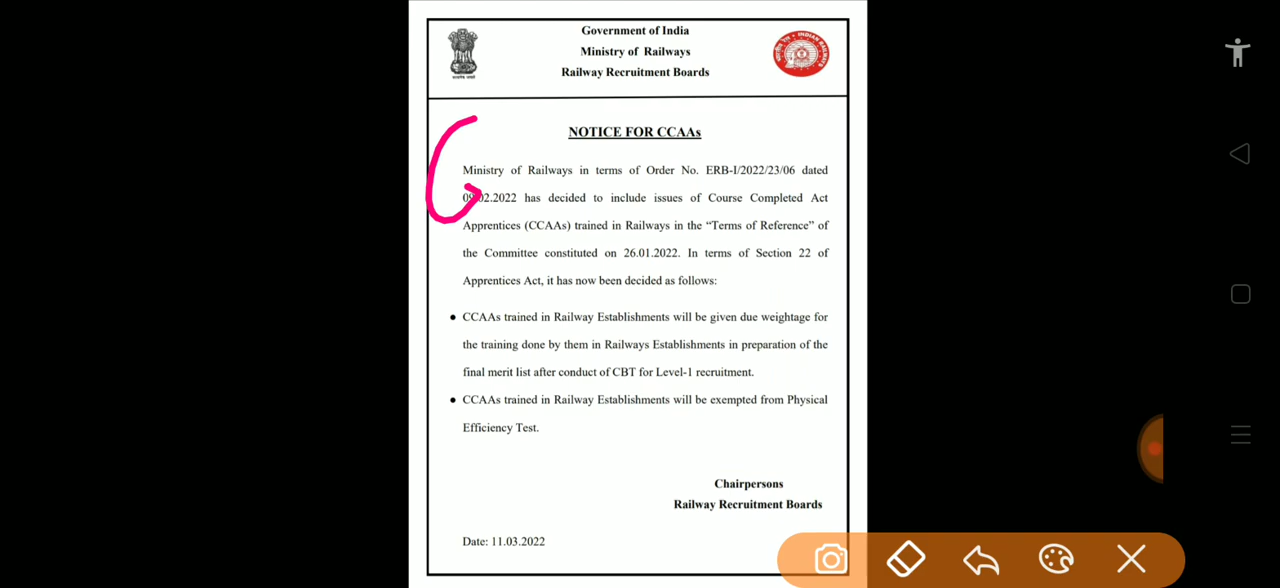 Government of India
Ministry of Railways
Railway Recruitment Boards
NOTICE FOR CCAAs
Ministry of Railways in terms of Order No. ERB-I/2022/23/06 dated
09.02.2022 has decided to include issues of Course Completed Act
Apprentices (CCAAs) trained in Railways in the “Terms of Reference” of
the Committee constituted on 26.01.2022. In terms of Section 22 of
Apprentices Act, it has now been decided as follows:
● CCAAs trained in Railway Establishments will be given due weightage for
the training done by them in Railways Establishments in preparation of the
final merit list after conduct of CBT for Level-1 recruitment.
● CCAAs trained in Railway Establishments will be exempted from Physical
Efficiency Test.
Chairpersons
Railway Recruitment Boards
Date: 11.03.2022